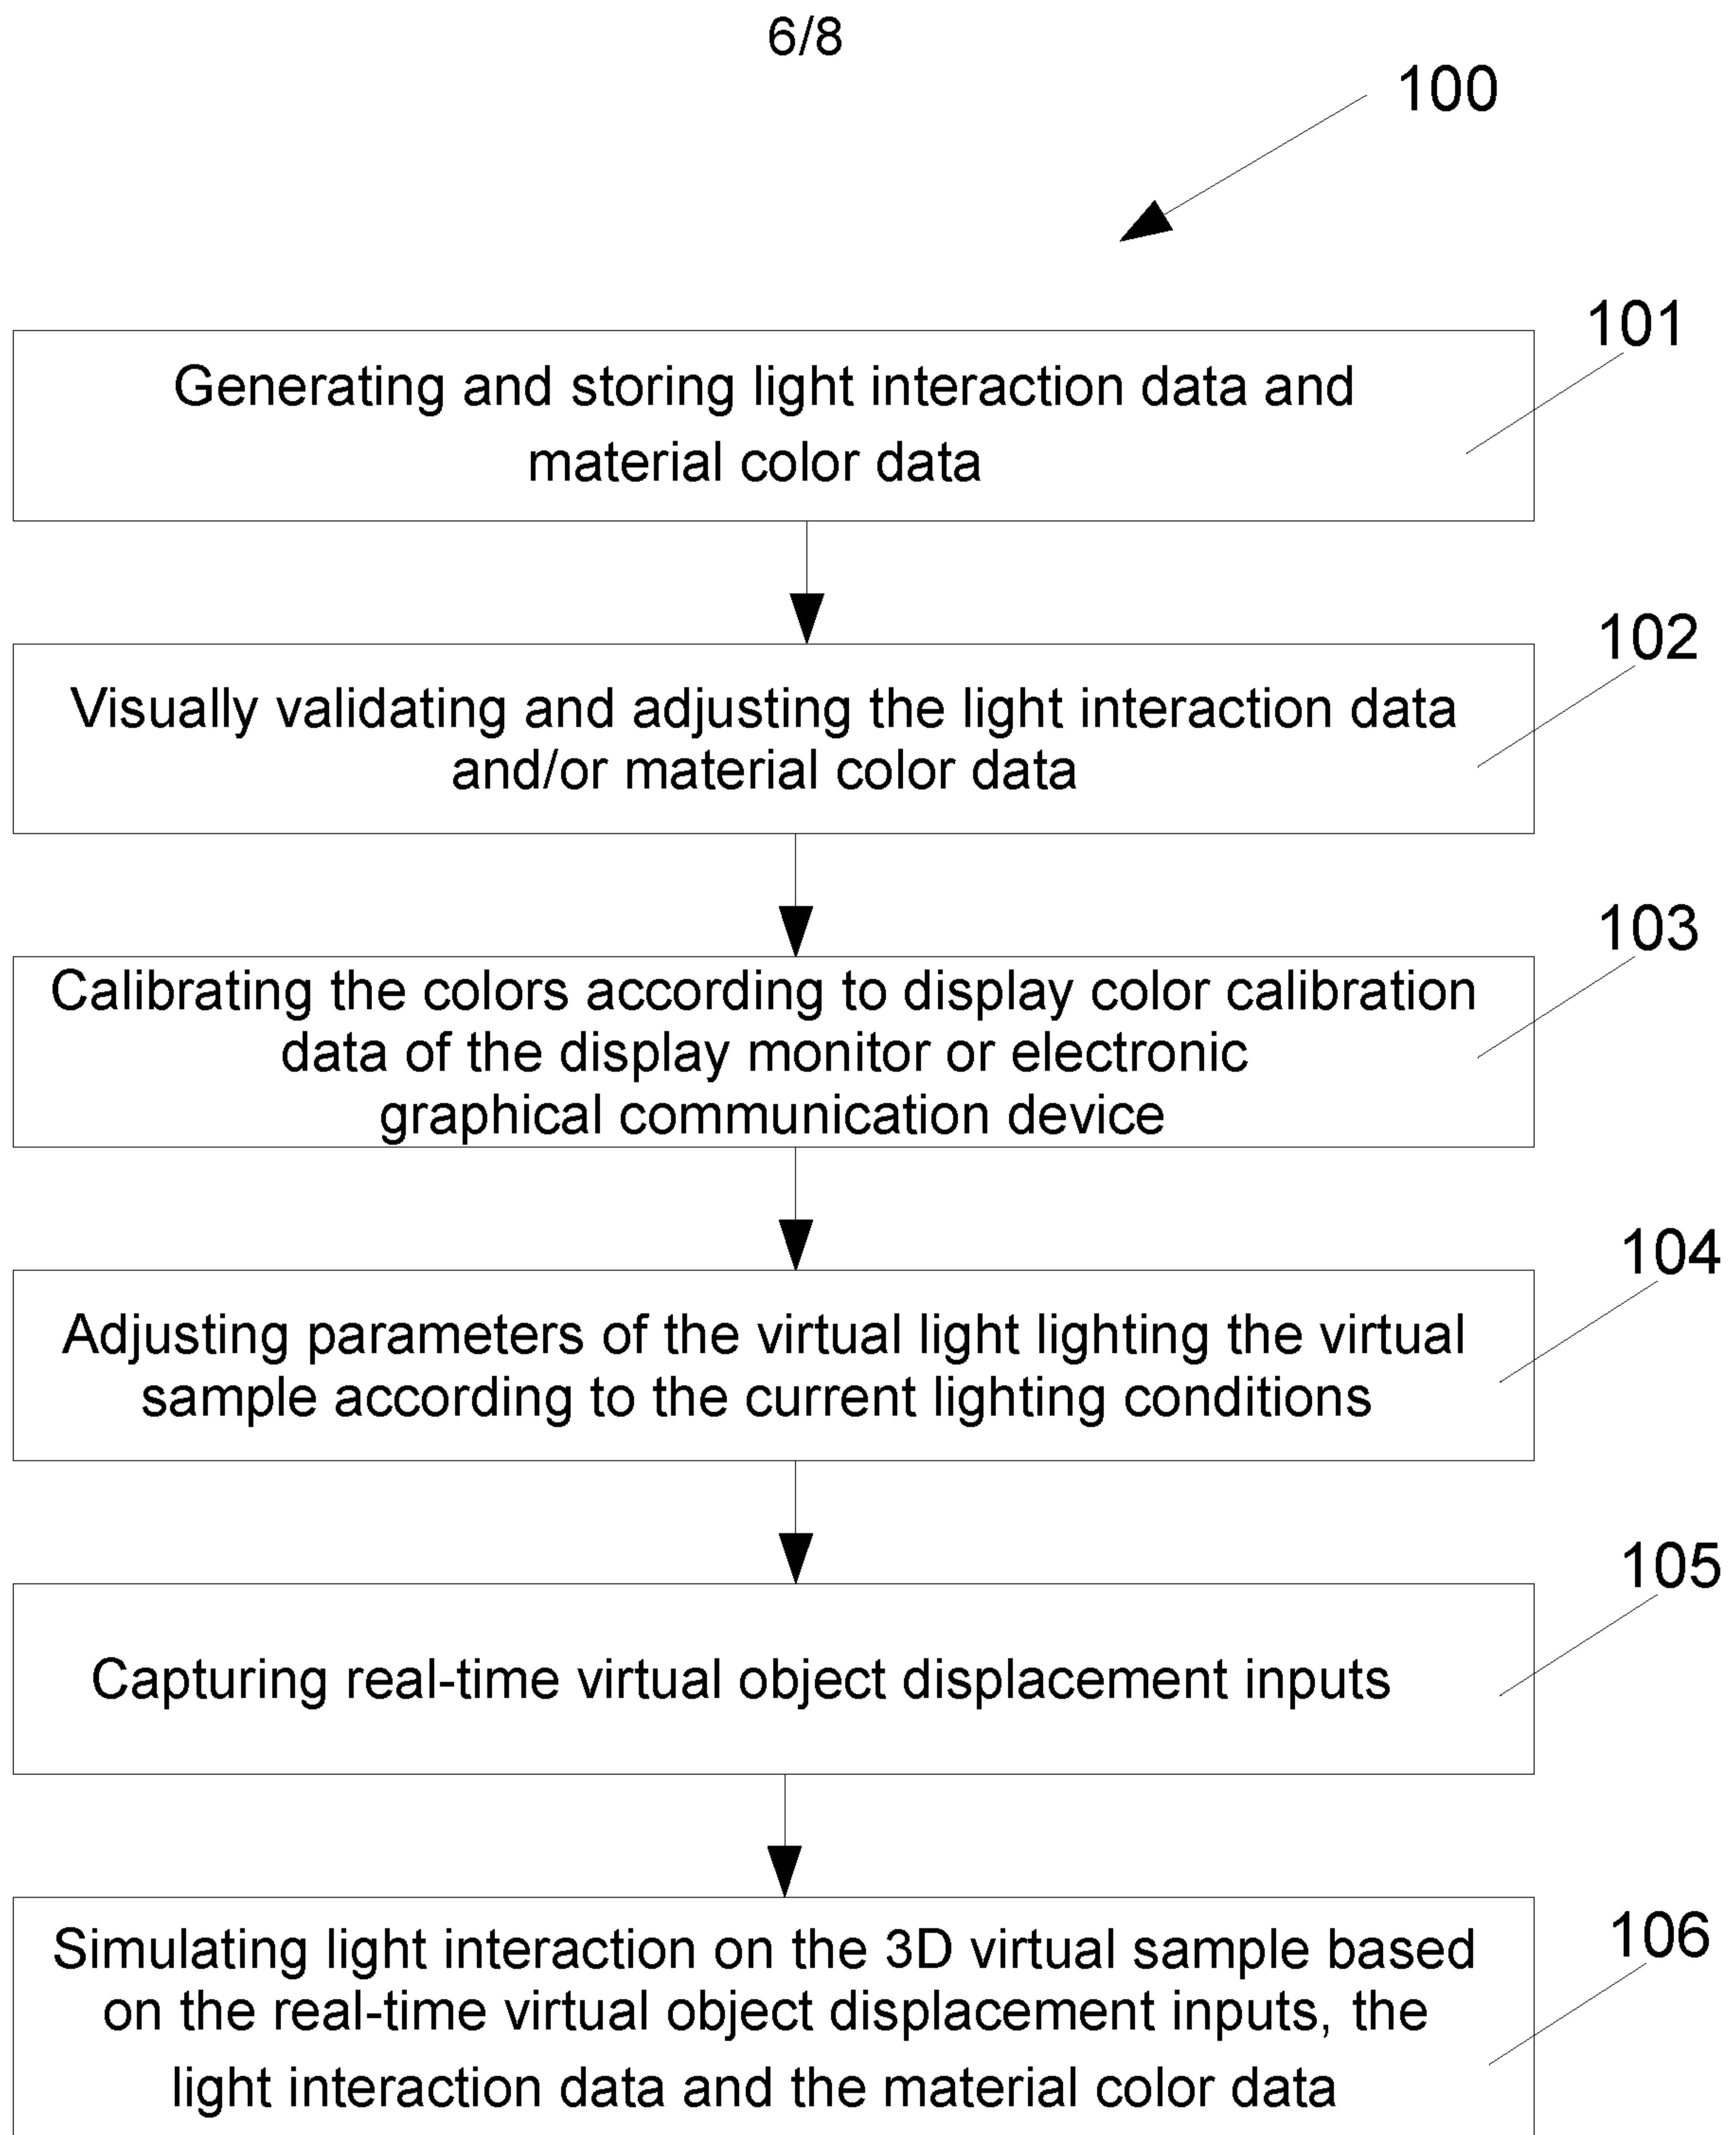 6/8
100
101
Generating and storing light interaction data and
material color data
102
Visually validating and adjusting the light interaction data
and/or material color data
103
Calibrating the colors according to display color calibration
data of the display monitor or electronic
graphical communication device
104
Adjusting parameters of the virtual light lighting the virtual
sample according to the current lighting conditions
105
Capturing real-time virtual object displacement inputs
106
Simulating light interaction on the 3D virtual sample based
on the real-time virtual object displacement inputs, the
light interaction data and the material color data